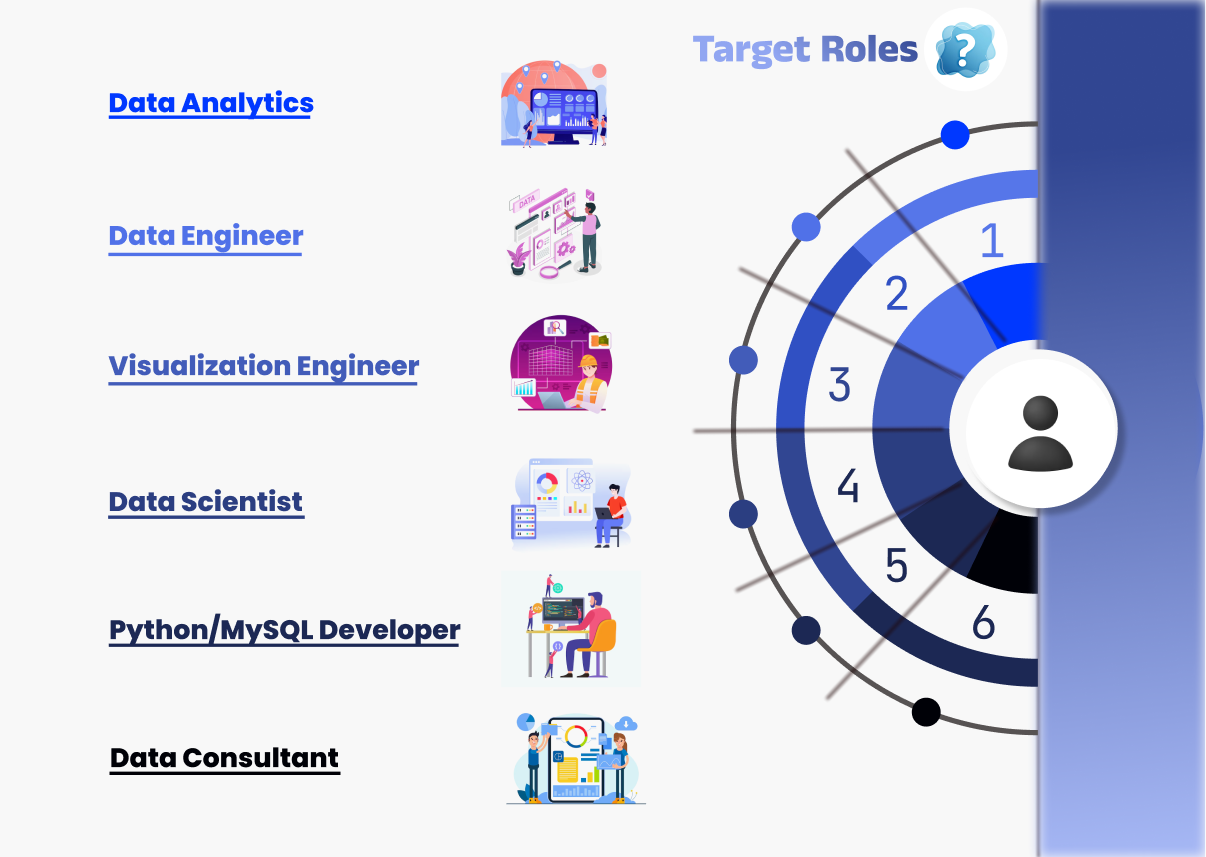 Target Roles
?
Data Analytics
Data Engineer
DATA
Visualization Engineer
Data Scientist
Python/MySQL Developer
Data Consultant
1
2
3
4
5
6